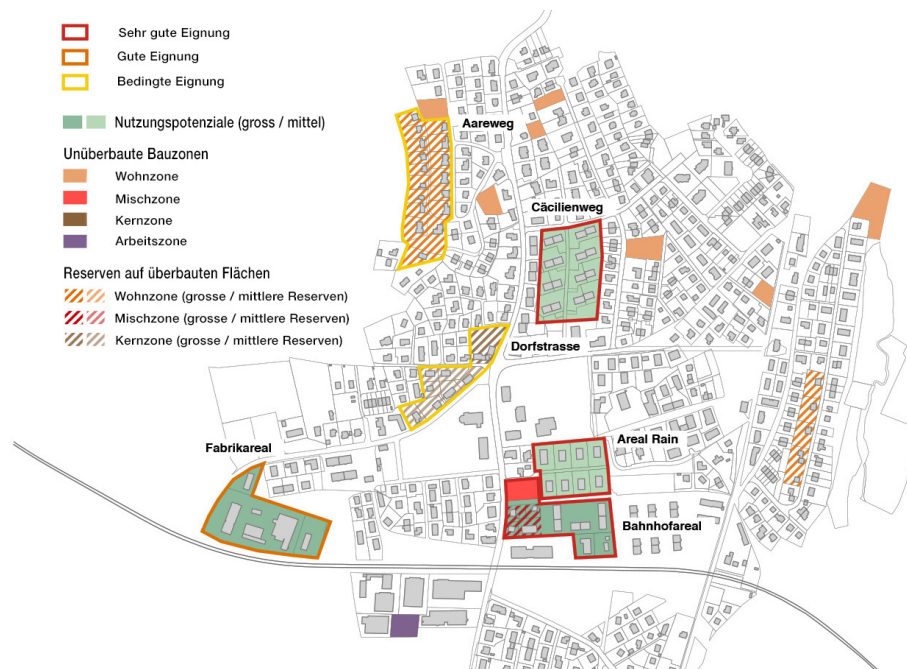 Sehr gute Eignung
Gute Eignung
Bedingte Eignung
Nutzungspotenziale (gross / mittel)
Unüberbaute Bauzonen
Wohnzone
Mischzone
Kernzone
Arbeitszone
Reserven auf überbauten Flächen
Wohnzone (grosse / mittlere Reserven)
Mischzone (grosse / mittlere Reserven)
Kernzone (grosse / mittlere Reserven)
Aareweg
Cäcilienweg
Dorfstrasse
Fabrikareal
Areal Rain
Bahnhofareal